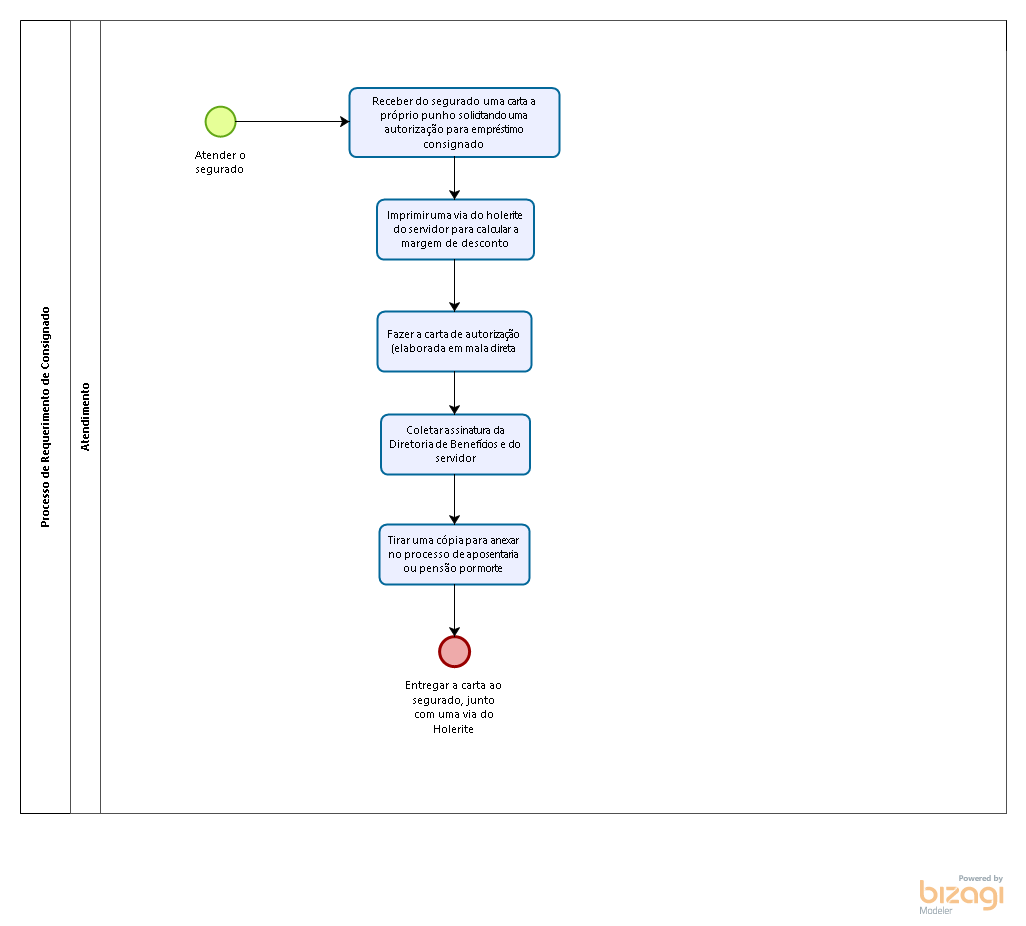 Processo de Requerimento de Consignado
Atendimento
Atender o
segurado
Receber do segurado uma carta a
próprio punho solicitando uma
autorização para empréstimo
consignado
Imprimir uma via do holerite
do servidor para calcular a
margem de desconto
Fazer a carta de autorização
(elaborada em mala direta
Coletar assinatura da
Diretoria de Benefícios e do
servidor
Tirar uma cópia para anexar
no processo de aposentaria
ou pensão por morte
Entregar a carta ao
segurado, junto
com uma via do
Holerite
Powered by
bizagi
Modeler